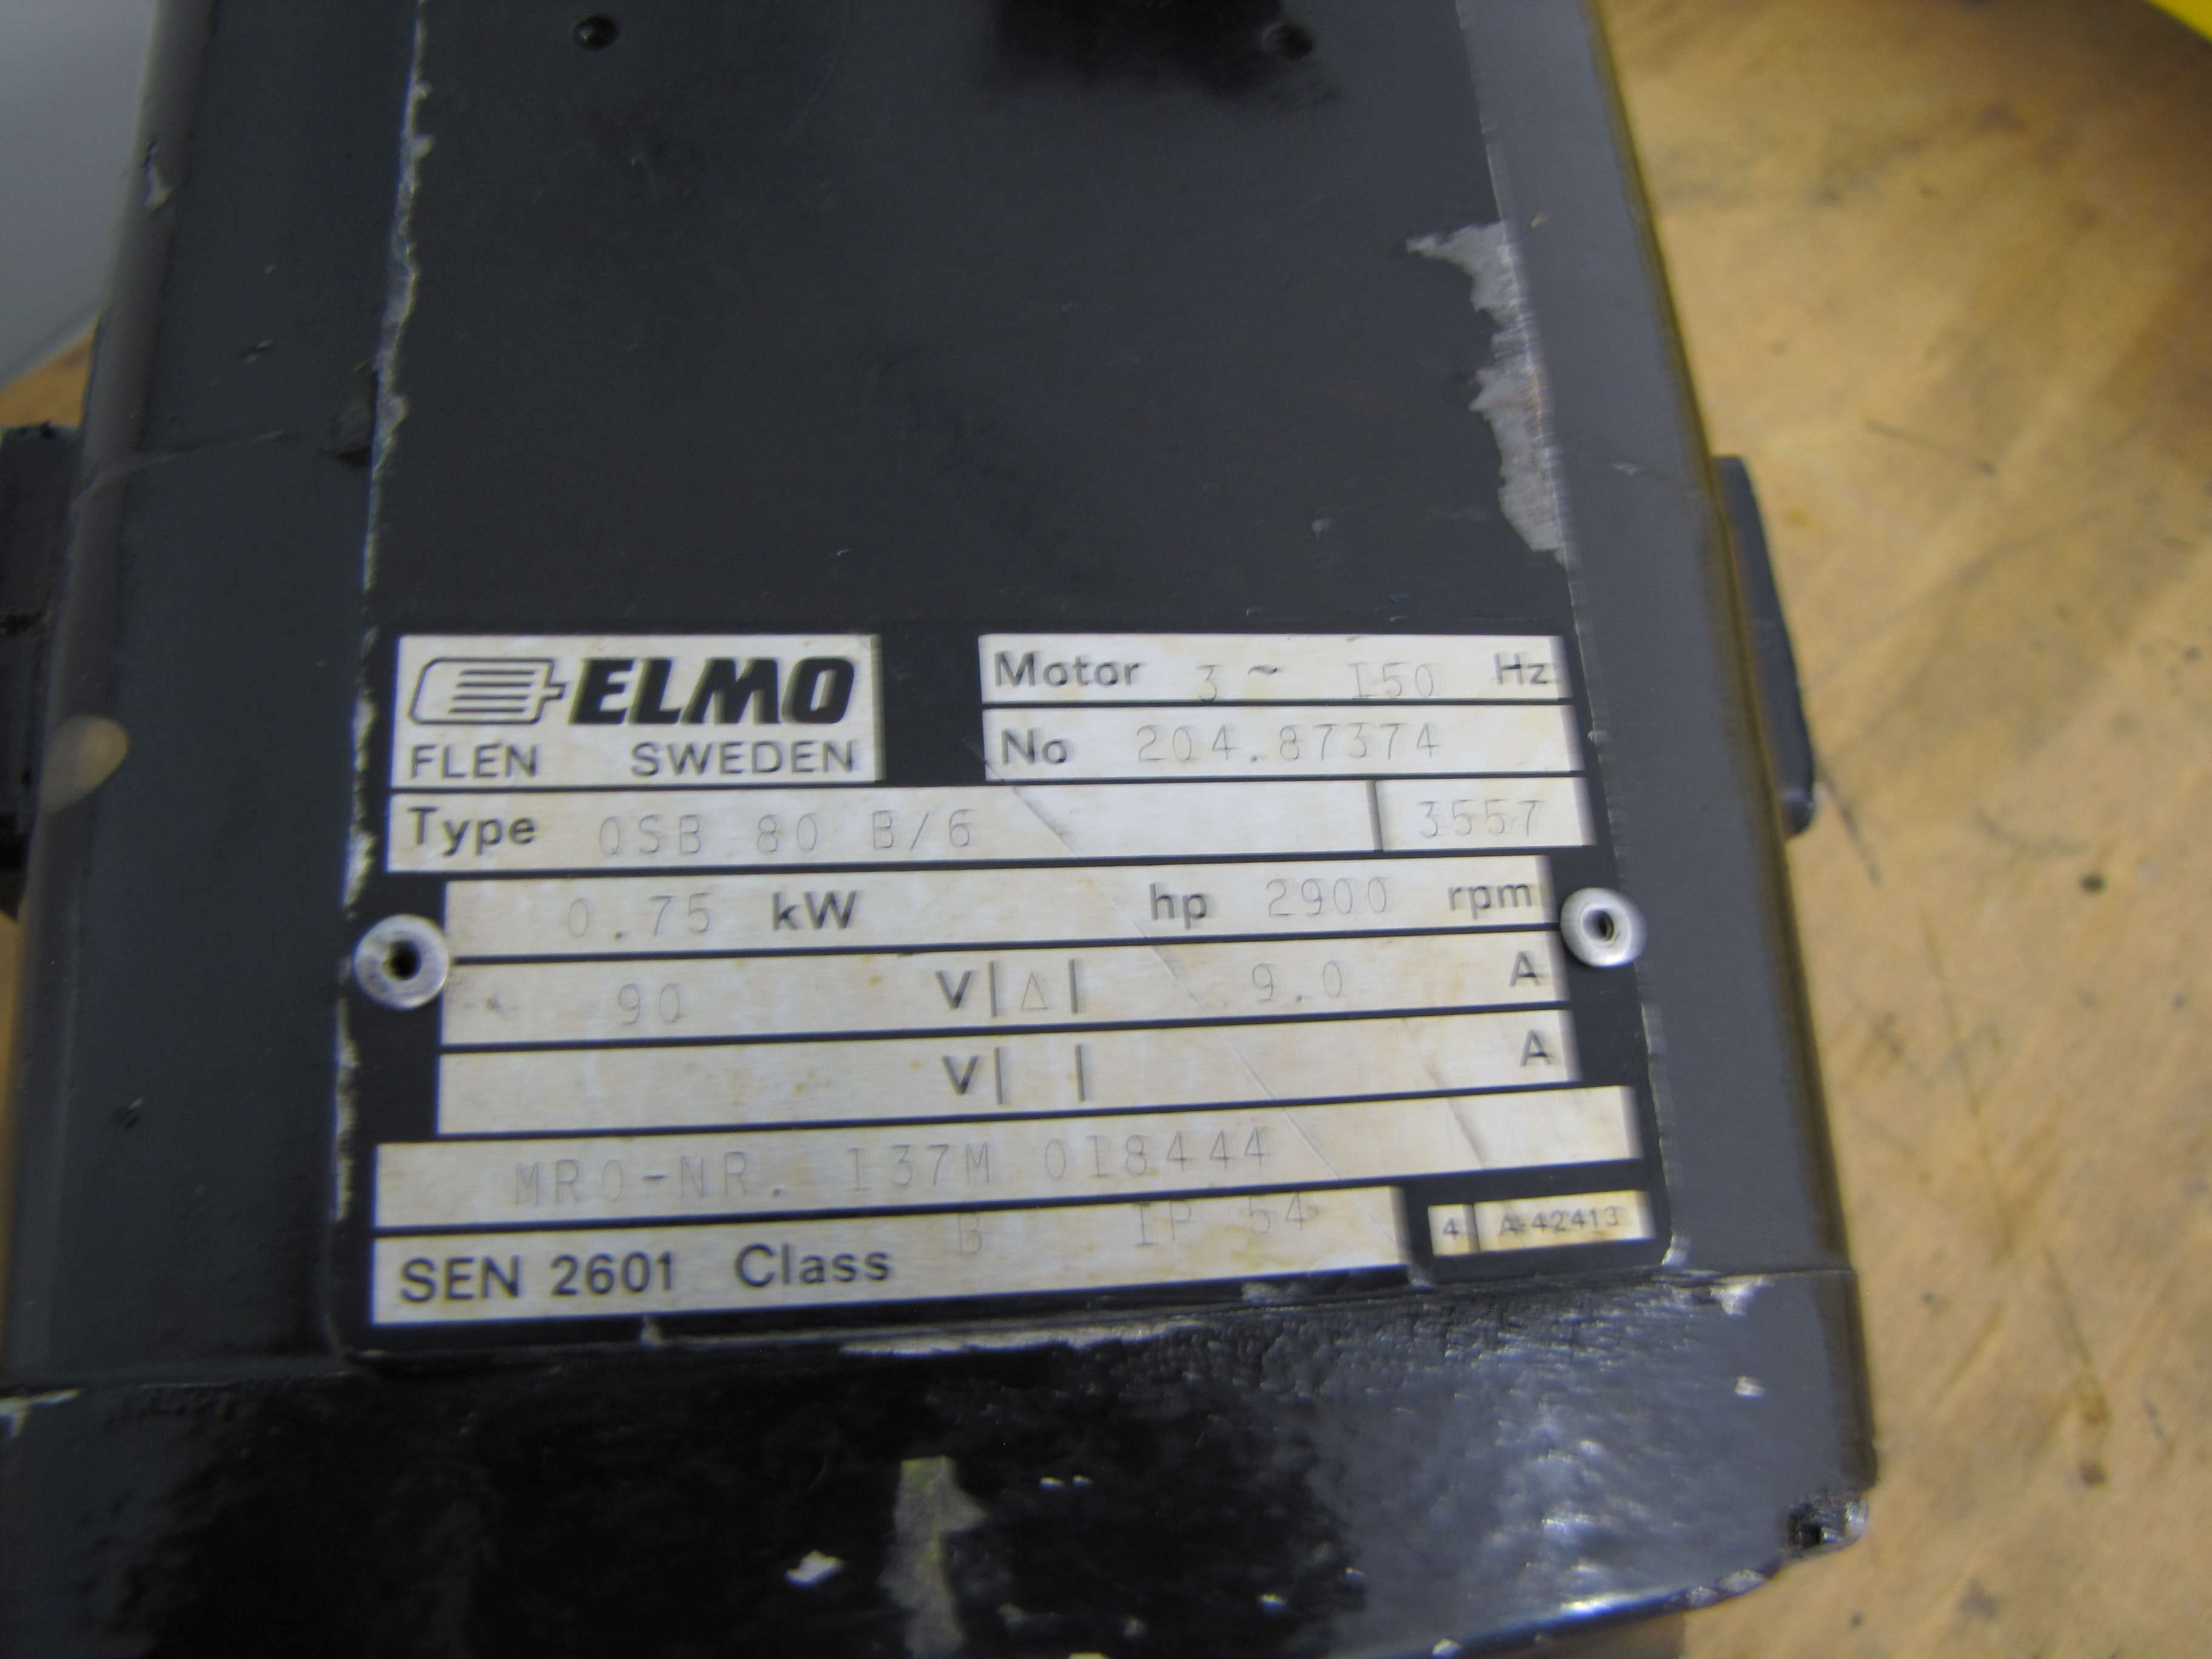 ELMO
FLEN SWEDEN
Motor 3 ~ 150 Hz
No 204.87374
Type QSB 80 B/6 3557
0.75 kW hp 2900 rpm
90 V|△| 9.0 A
V| | A
MRO-NR. 137M 018444
SEN 2601 Class B IP 54
4 A-42413